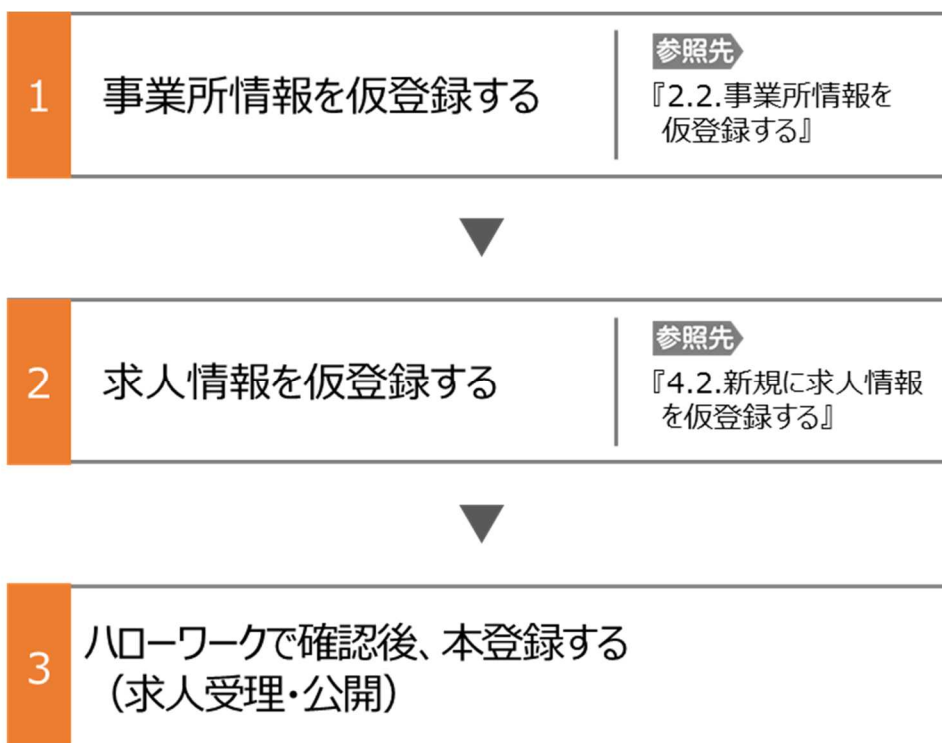 1
事業所情報を仮登録する
参照先
『2.2.事業所情報を
仮登録する』
2
求人情報を仮登録する
参照先
『4.2.新規に求人情報
を仮登録する』
3
ハローワークで確認後、本登録する
（求人受理・公開）